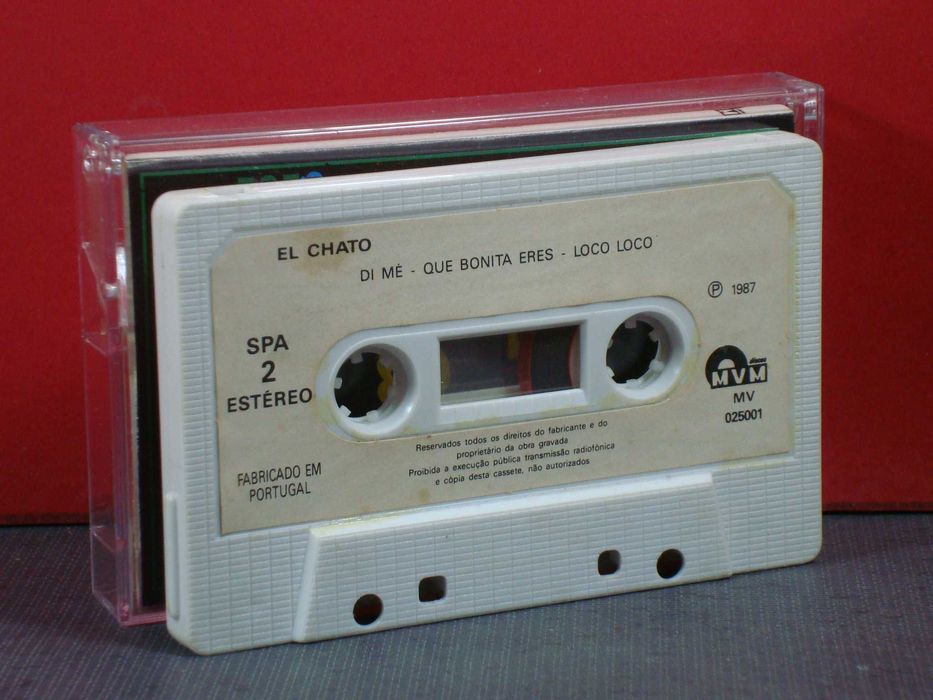 EL CHATO
DI MÉ - QUE BONITA ERES - LOCO LOCO
℗ 1987
SPA
2
ESTÉREO
discos
MVM
MV
025001
Reservados todos os direitos do fabricante e do
proprietário da obra gravada
Proibida a execução pública transmissão radiofónica
e cópia desta cassete, não autorizados
FABRICADO EM
PORTUGAL